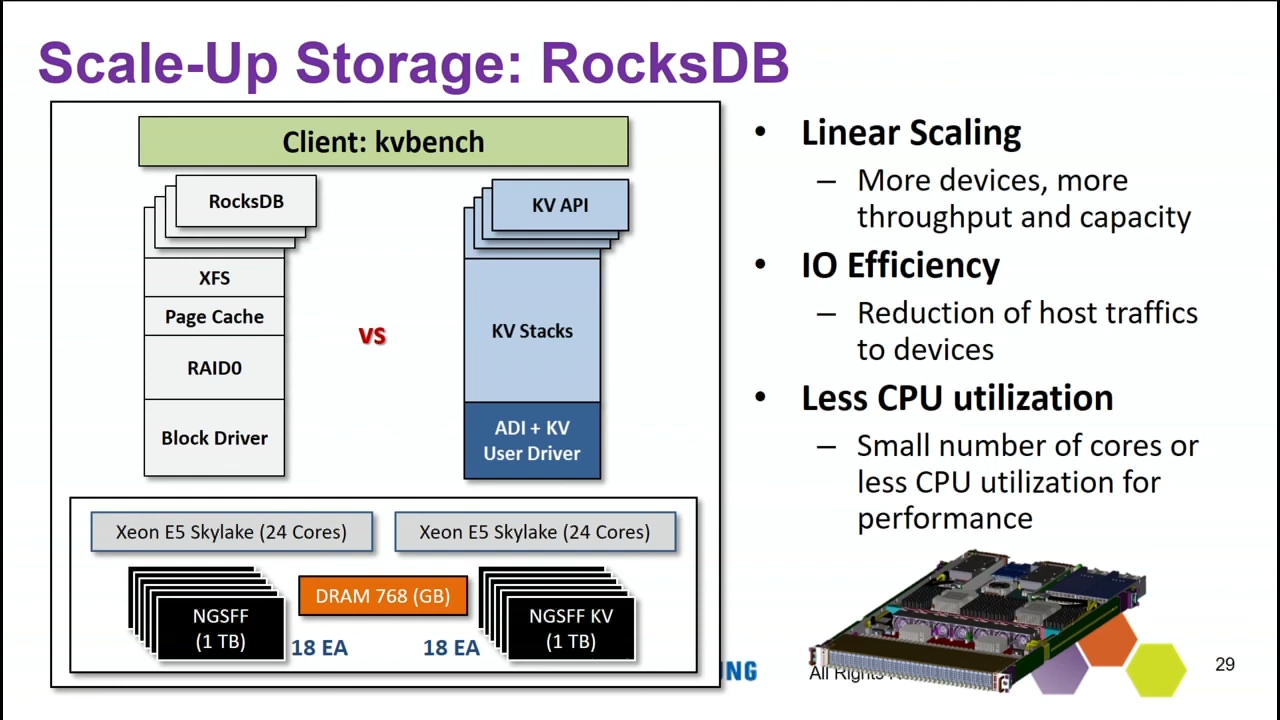 Scale-Up Storage: RocksDB
Client: kvbench
RocksDB
XFS
Page Cache
RAID0
Block Driver
vs
KV API
KV Stacks
ADI + KV
User Driver
Xeon E5 Skylake (24 Cores)
Xeon E5 Skylake (24 Cores)
NGSFF
(1 TB)
18 EA
DRAM 768 (GB)
18 EA
NGSFF KV
(1 TB)
• Linear Scaling
– More devices, more
throughput and capacity
• IO Efficiency
– Reduction of host traffics
to devices
• Less CPU utilization
– Small number of cores or
less CPU utilization for
performance
All Rights
29